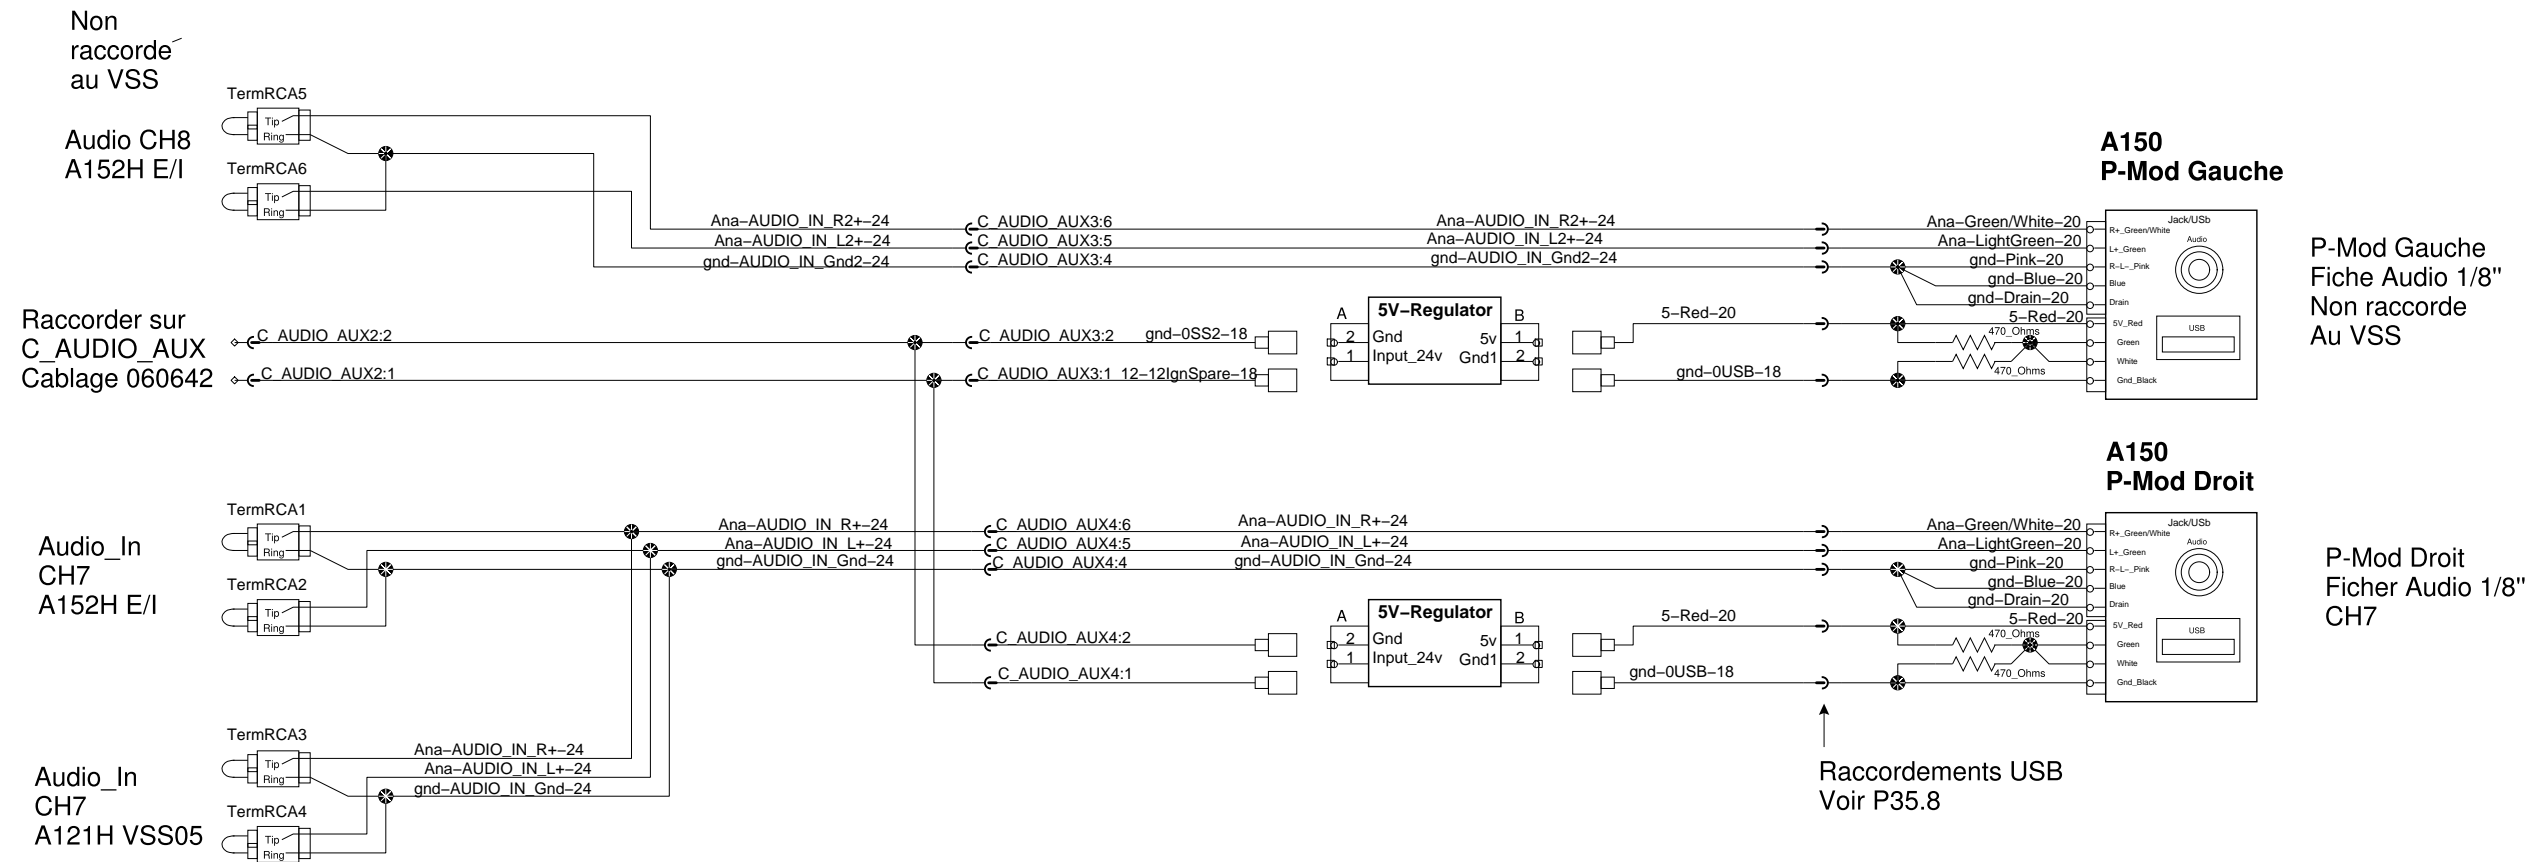 Non
raccorde´
au VSS
TermRCA5
Tip
Ring
Audio CH8
A152H E/I
TermRCA6
Tip
Ring
Ana–AUDIO_IN_R2+–24
C_AUDIO_AUX3:6
Ana–AUDIO_IN_R2+–24
Ana–AUDIO_IN_L2+–24
C_AUDIO_AUX3:5
Ana–AUDIO_IN_L2+–24
gnd–AUDIO_IN_Gnd2–24
C_AUDIO_AUX3:4
gnd–AUDIO_IN_Gnd2–24
A150
P-Mod Gauche
Ana–Green/White–20
Ana–LightGreen–20
gnd–Pink–20
gnd–Blue–20
gnd–Drain–20
5–Red–20
470_Ohms
470_Ohms
Jack/USb
R+_Green/White
Audio
L+_Green
R–L–_Pink
Blue
Drain
5V_Red
USB
Green
White
Gnd_Black
P-Mod Gauche
Fiche Audio 1/8"
Non raccorde
Au VSS
Raccorder sur
C_AUDIO_AUX
Cablage 060642
C_AUDIO_AUX2:2
C_AUDIO_AUX2:1
C_AUDIO_AUX3:2
gnd–0SS2–18
C_AUDIO_AUX3:1
12–12IgnSpare–18
A
5V–Regulator
B
2
Gnd
5v
1
1
Input_24v
Gnd1
2
5–Red–20
gnd–0USB–18
A150
P-Mod Droit
TermRCA1
Tip
Ring
Audio_In
CH7
A152H E/I
TermRCA2
Tip
Ring
Ana–AUDIO_IN_R+–24
C_AUDIO_AUX4:6
Ana–AUDIO_IN_R+–24
Ana–AUDIO_IN_L+–24
C_AUDIO_AUX4:5
Ana–AUDIO_IN_L+–24
gnd–AUDIO_IN_Gnd–24
C_AUDIO_AUX4:4
gnd–AUDIO_IN_Gnd–24
Ana–Green/White–20
Ana–LightGreen–20
gnd–Pink–20
gnd–Blue–20
gnd–Drain–20
5–Red–20
470_Ohms
470_Ohms
Jack/USb
R+_Green/White
Audio
L+_Green
R–L–_Pink
Blue
Drain
5V_Red
USB
Green
White
Gnd_Black
P-Mod Droit
Ficher Audio 1/8"
CH7
C_AUDIO_AUX4:2
C_AUDIO_AUX4:1
A
5V–Regulator
B
2
Gnd
5v
1
1
Input_24v
Gnd1
2
5–Red–20
gnd–0USB–18
Raccordements USB
Voir P35.8
TermRCA3
Tip
Ring
Audio_In
CH7
A121H VSS05
TermRCA4
Tip
Ring
Ana–AUDIO_IN_R+–24
Ana–AUDIO_IN_L+–24
gnd–AUDIO_IN_Gnd–24